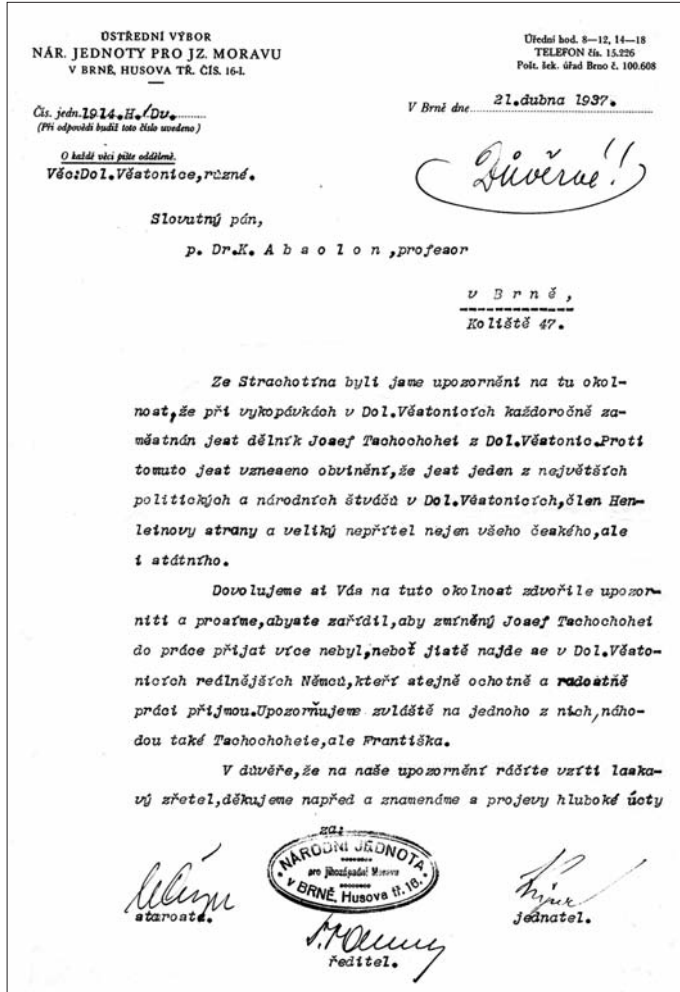 ÚSTŘEDNÍ VÝBOR
NÁR. JEDNOTY PRO JZ. MORAVU
V BRNĚ, HUSOVA TŘ. ČÍS. 16-I.
Úřední hod. 8—12, 14—18
TELEFON čís. 15.226
Pošt. šek. úřad Brno č. 100.608
Čís. jedn. 1914.H./Dv.
(Při odpovědi budiž toto číslo uvedeno)
V Brně dne 21.dubna 1937.
O každé věci pište odděleně.
Věc:Dol.Věstonice,různé.
Důvěrné!!
Slovutný pán,
p. Dr.K. A b s o l o n ,profesor
v B r n ě ,
Koliště 47.
Ze Strachotína byli jsme upozorněni na tu okol-
nost,že při vykopávkách v Dol.Věstonicích každoročně za-
městnán jest dělník Josef Tschochohei z Dol.Věstonic.Proti
tomuto jest vzneseno obvinění,že jest jeden z největších
politických a národních štváčů v Dol.Věstonicích,člen Hen-
leinovy strany a veliký nepřítel nejen všeho českého,ale
i státního.
Dovolujeme si Vás na tuto okolnost zdvořile upozor-
niti a prosíme,abyste zařídil,aby zmíněný Josef Tschochohei
do práce přijat více nebyl,neboť jistě najde se v Dol.Věsto-
nicích reálnějších Němců,kteří stejně ochotně a radostně
práci přijmou.Upozorňujeme zvláště na jednoho z nich,náho-
dou také Tschochoheie,ale Františka.
V důvěře,že na naše upozornění ráčíte vzíti laska-
vý zřetel,děkujeme napřed a znamenáme s projevy hluboké úcty
za:
NÁRODNÍ JEDNOTA
pro jihozápadní Moravu
v BRNĚ, Husova tř.16.
starosta.
jednatel.
ředitel.